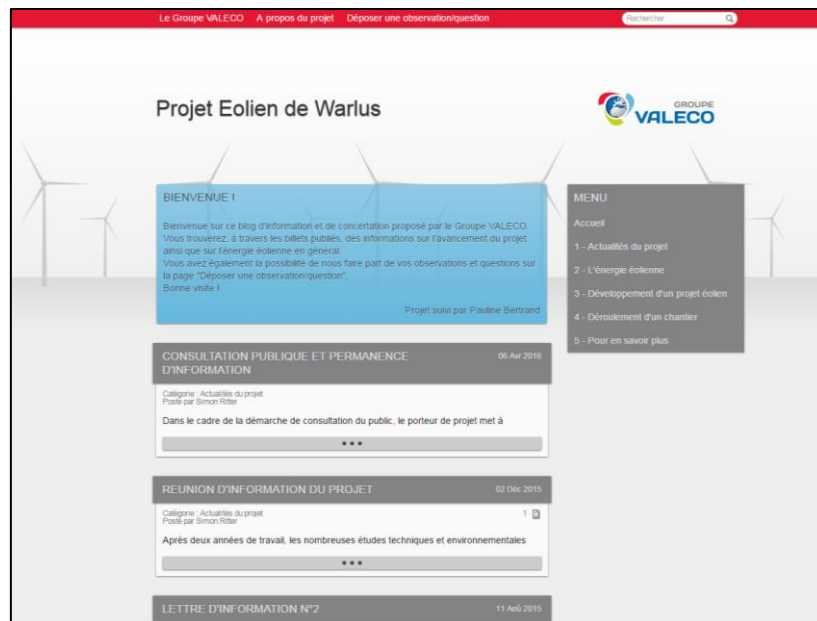 Le Groupe VALECO A propos du projet Déposer une observation/question Rechercher
Projet Eolien de Warlus
GROUPE
VALECO
BIENVENUE !
Bienvenue sur ce blog d'information et de concertation proposé par le Groupe VALECO.
Vous trouverez, à travers les billets publiés, des informations sur l'avancement du projet
ainsi que sur l'énergie éolienne en général.
Vous avez également la possibilité de nous faire part de vos observations et questions sur
la page "Déposer une observation/question".
Bonne visite !
Projet suivi par Pauline Bertrand
MENU
Accueil
1 - Actualités du projet
2 - L'énergie éolienne
3 - Développement d'un projet éolien
4 - Déroulement d'un chantier
5 - Pour en savoir plus
CONSULTATION PUBLIQUE ET PERMANENCE
D'INFORMATION
06 Avr 2016
Catégorie : Actualités du projet
Posté par Simon Ritter
Dans le cadre de la démarche de consultation du public, le porteur de projet met à
REUNION D'INFORMATION DU PROJET 02 Déc 2015
Catégorie : Actualités du projet 1
Posté par Simon Ritter
Après deux années de travail, les nombreuses études techniques et environnementales
LETTRE D'INFORMATION N°2 11 Aoû 2015